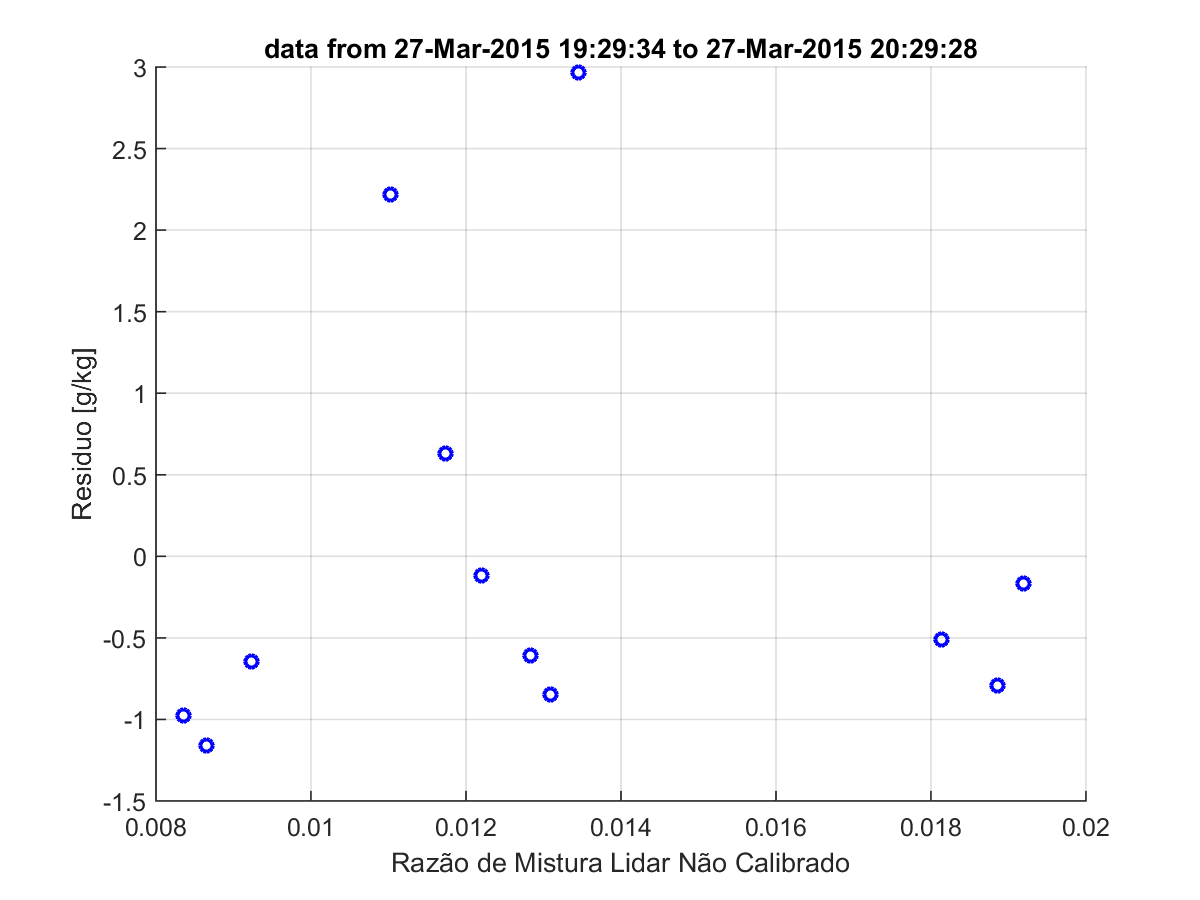 data from 27-Mar-2015 19:29:34 to 27-Mar-2015 20:29:28
3
2.5
2
1.5
1
0.5
0
-0.5
-1
-1.5
Residuo [g/kg]
0.008 0.01 0.012 0.014 0.016 0.018 0.02
Razão de Mistura Lidar Não Calibrado